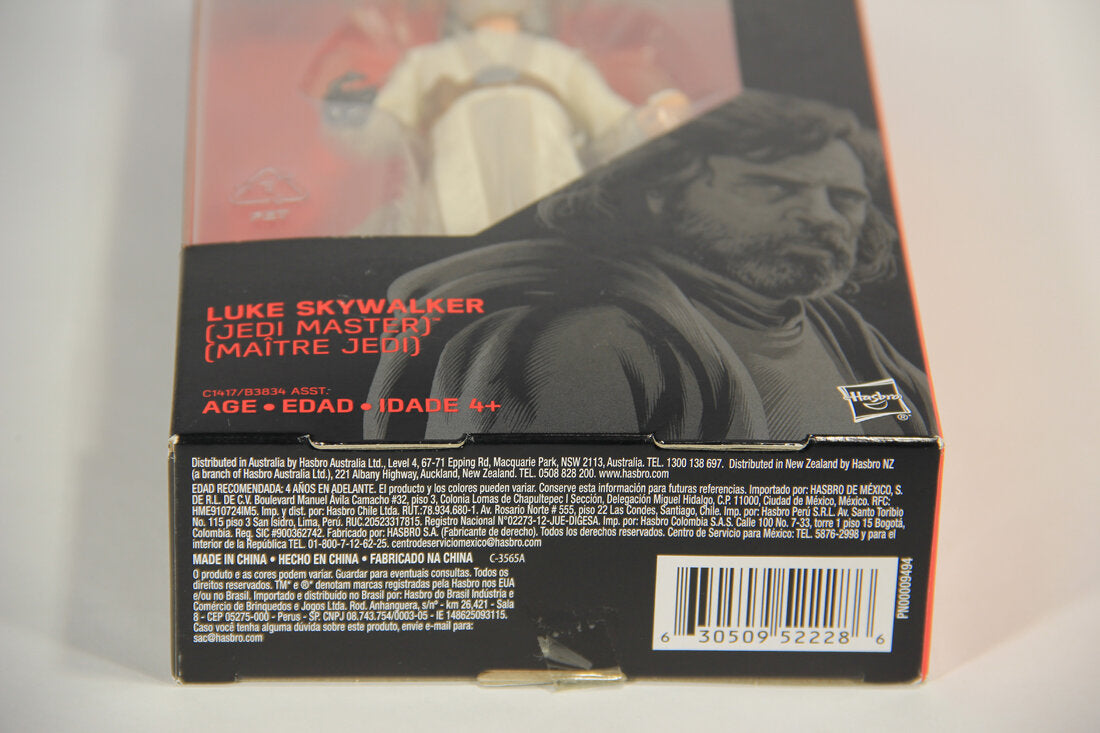 PET
LUKE SKYWALKER
(JEDI MASTER)™
(MAÎTRE JEDI)
C1417/B3834 ASST.
AGE • EDAD • IDADE 4+
Hasbro
®
Distributed in Australia by Hasbro Australia Ltd., Level 4, 67-71 Epping Rd, Macquarie Park, NSW 2113, Australia. TEL. 1300 138 697. Distributed in New Zealand by Hasbro NZ
(a branch of Hasbro Australia Ltd.), 221 Albany Highway, Auckland, New Zealand. TEL. 0508 828 200. www.hasbro.com
EDAD RECOMENDADA: 4 AÑOS EN ADELANTE. El producto y los colores pueden variar. Conserve esta información para futuras referencias. Importado por: HASBRO DE MÉXICO, S.
DE R.L. DE C.V. Boulevard Manuel Ávila Camacho #32, piso 3, Colonia Lomas de Chapultepec I Sección, Delegación Miguel Hidalgo, C.P. 11000, Ciudad de México, México. RFC:
HME910724IM5. Imp. y dist. por: Hasbro Chile Ltda. RUT:78.934.680-1. Av. Rosario Norte # 555, piso 22 Las Condes, Santiago, Chile. Imp. por: Hasbro Perú S.R.L. Av. Santo Toribio
No. 115 piso 3 San Isidro, Lima, Perú. RUC.20523317815. Registro Nacional N°02273-12-JUE-DIGESA. Imp. por: Hasbro Colombia S.A.S. Calle 100 No. 7-33, torre 1 piso 15 Bogotá,
Colombia. Reg. SIC #900362742. Fabricado por: HASBRO S.A. (Fabricante de derecho). Todos los derechos reservados. Centro de Servicio para México: TEL. 5876-2998 y para el
interior de la República TEL. 01-800-7-12-62-25. centrodeserviciomexico@hasbro.com
MADE IN CHINA • HECHO EN CHINA • FABRICADO NA CHINA C-3565A
O produto e as cores podem variar. Guardar para eventuais consultas. Todos os
direitos reservados. TM* e ®* denotam marcas registradas pela Hasbro nos EUA
e/ou no Brasil. Importado e distribuído no Brasil por: Hasbro do Brasil Indústria e
Comércio de Brinquedos e Jogos Ltda. Rod. Anhanguera, s/nº - km 26,421 - Sala
8 - CEP 05275-000 - Perus - SP. CNPJ 08.743.754/0003-05 - IE 148625093115.
Caso você tenha alguma dúvida sobre este produto, envie e-mail para:
sac@hasbro.com
6 30509 52228 6
PN00009494